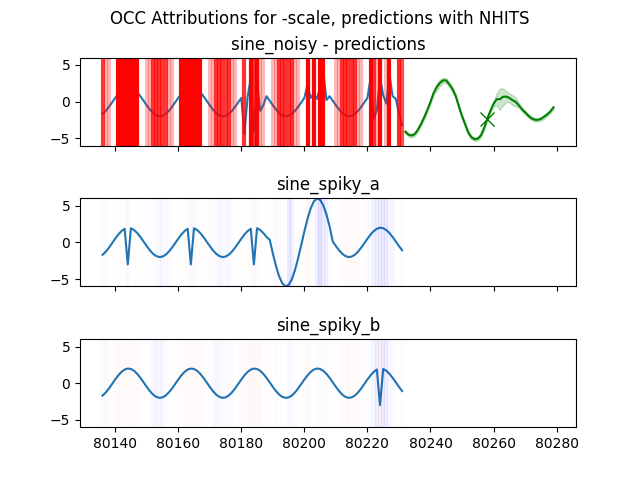 OCC Attributions for -scale, predictions with NHITS
sine_noisy - predictions
5
0
−5
sine_spiky_a
5
0
−5
sine_spiky_b
5
0
−5
80140 80160 80180 80200 80220 80240 80260 80280